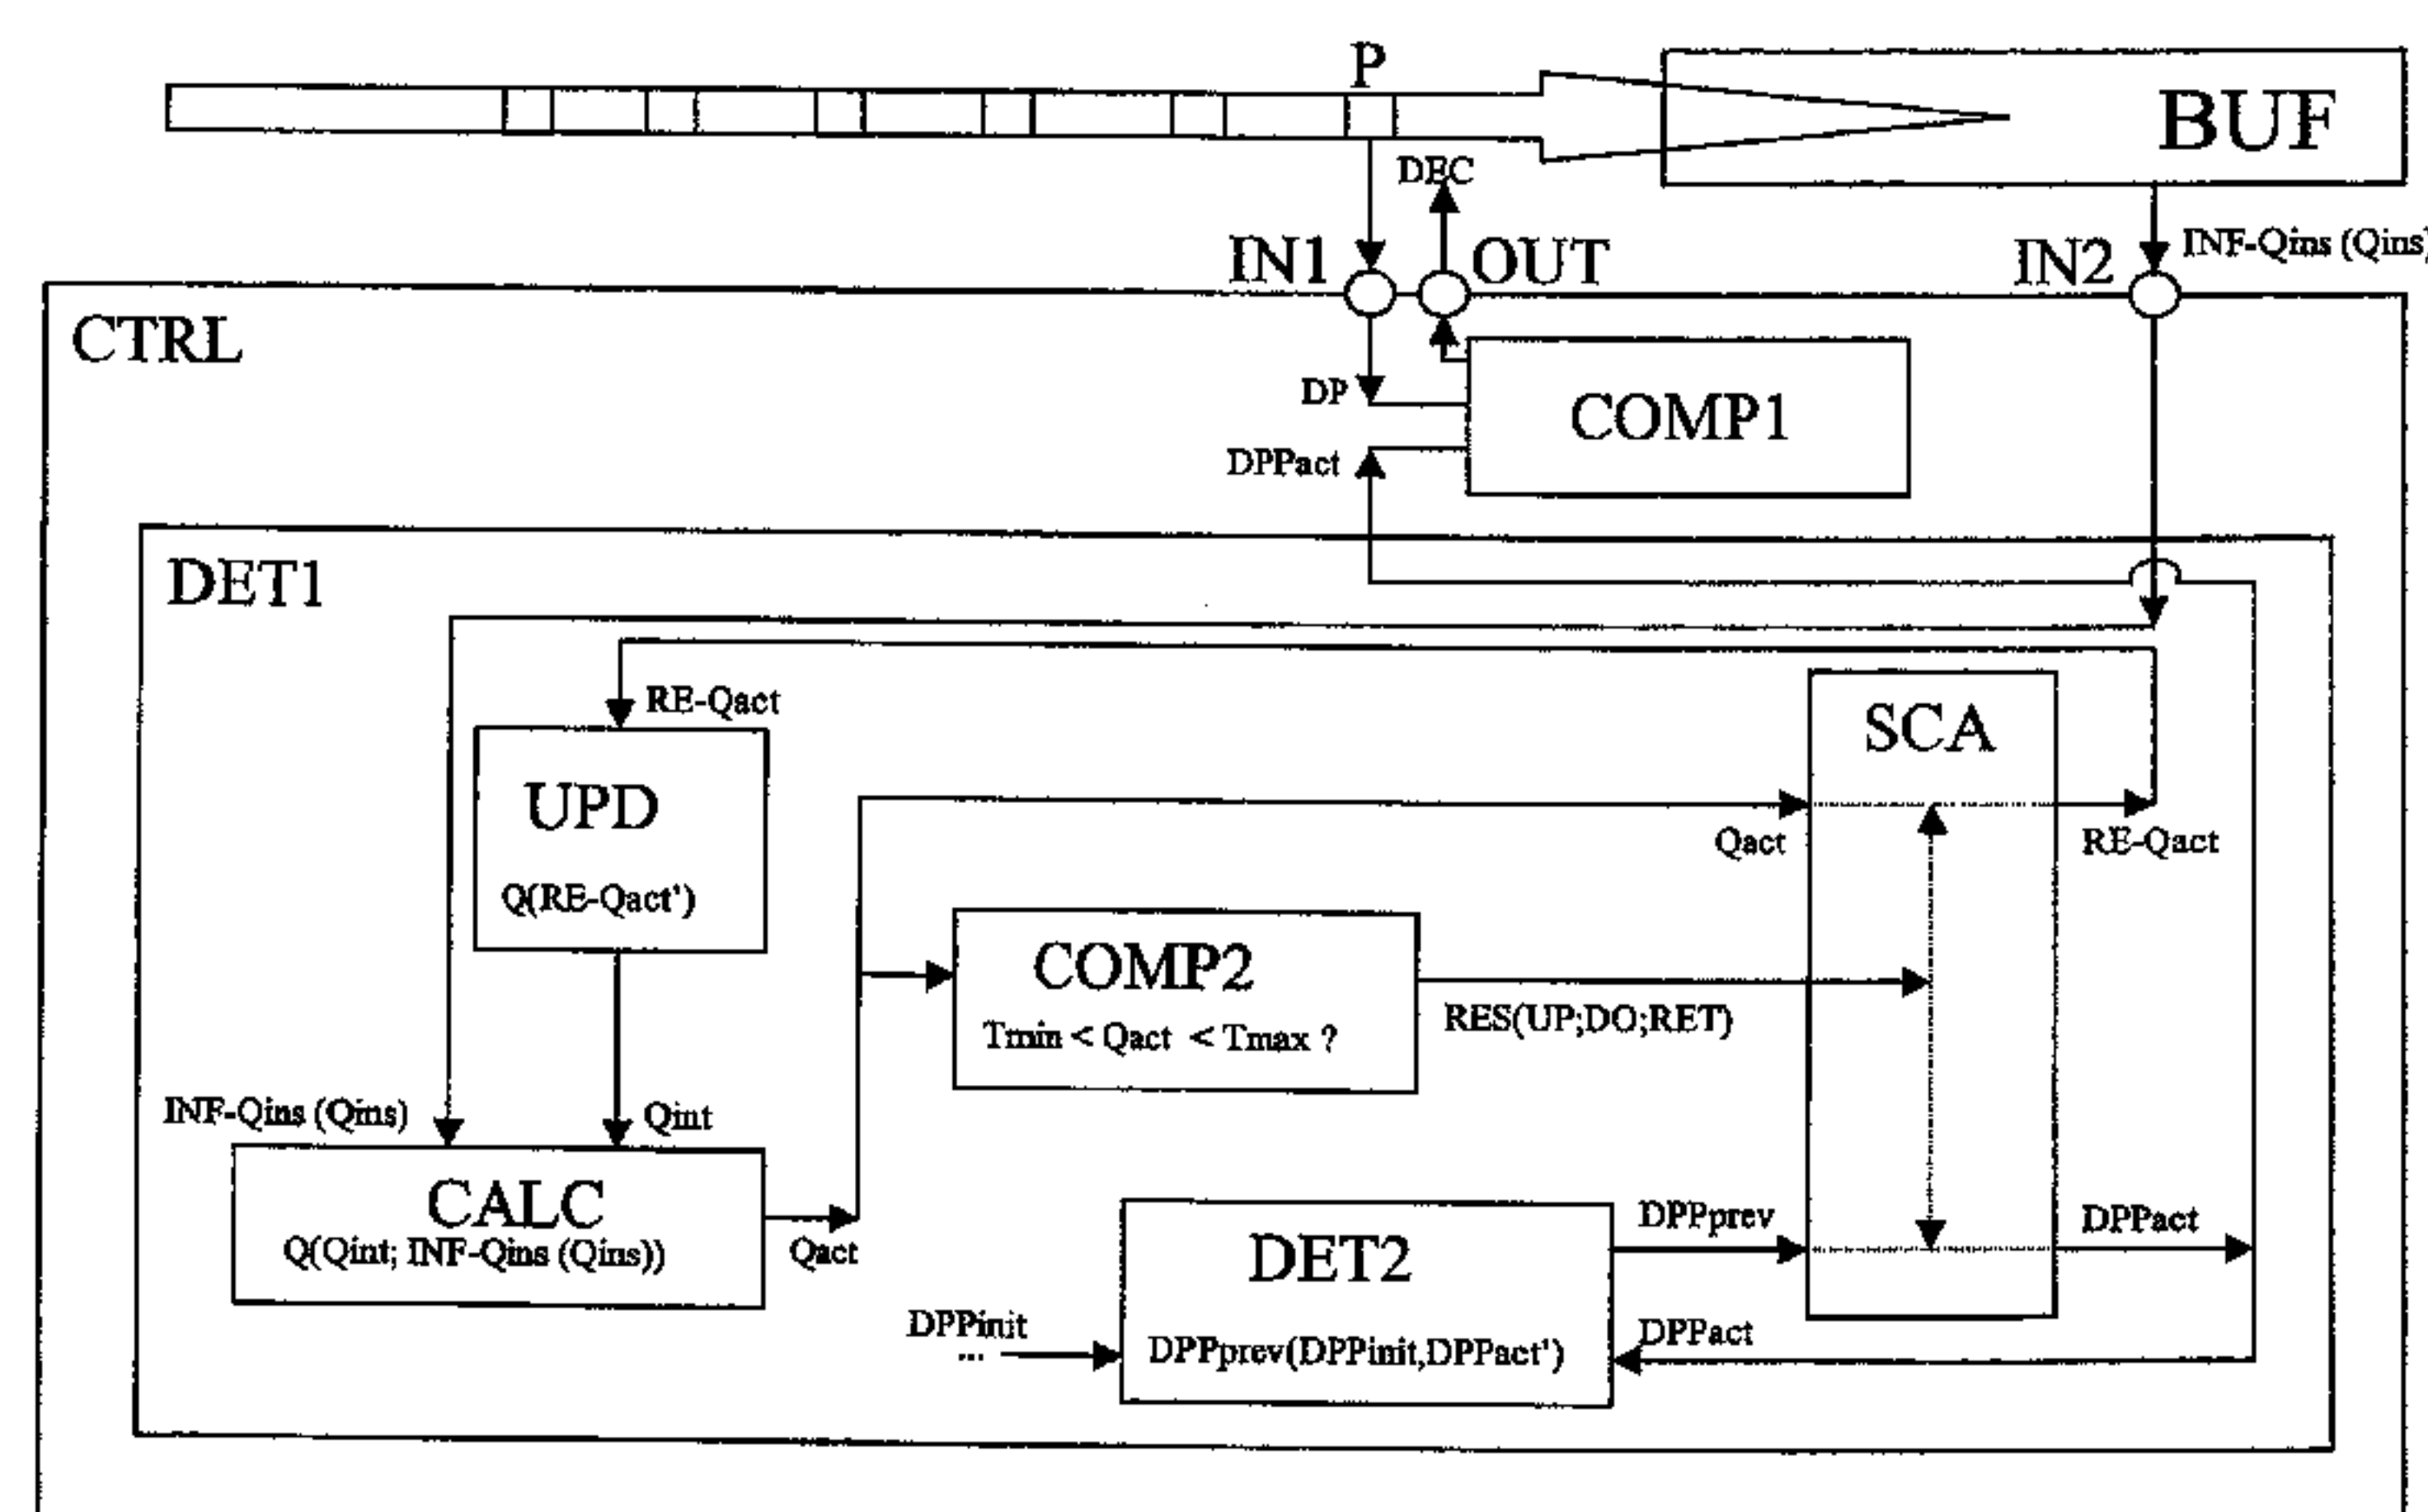 P
BUF
DEC
IN1
OUT
IN2
INF-Qins (Qins)
CTRL
DP
COMP1
DPPact
DET1
RE-Qact
SCA
UPD
Q(RE-Qact')
Qact
RE-Qact
COMP2
Tmin < Qact < Tmax ?
RES(UP;DO;RET)
INF-Qins (Qins)
Qint
CALC
Q(Qint; INF-Qins (Qins))
Qact
DPPprev
DPPact
DET2
DPPinit
...
DPPprev(DPPinit,DPPact')
DPPact